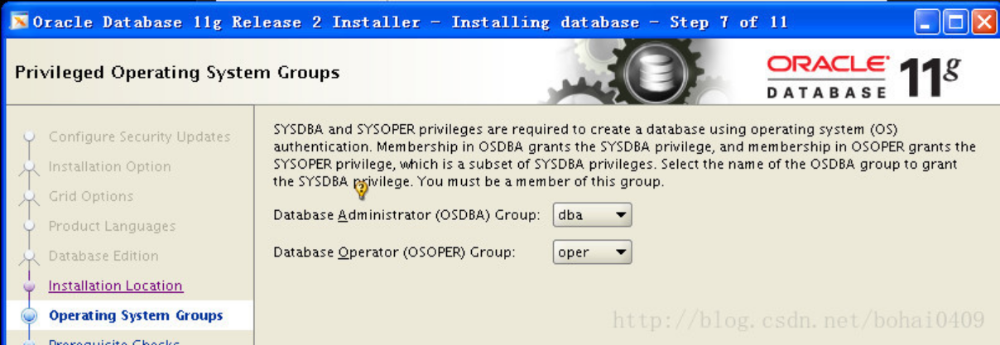 Oracle Database 11g Release 2 Installer - Installing database - Step 7 of 11
Privileged Operating System Groups
ORACLE
DATABASE
11g
Configure Security Updates
Installation Option
Grid Options
Product Languages
Database Edition
Installation Location
Operating System Groups
Prerequisite Checks
SYSDBA and SYSOPER privileges are required to create a database using operating system (OS)
authentication. Membership in OSDBA grants the SYSDBA privilege, and membership in OSOPER grants the
SYSOPER privilege, which is a subset of SYSDBA privileges. Select the name of the OSDBA group to grant
the SYSDBA privilege. You must be a member of this group.
Database Administrator (OSDBA) Group: dba
Database Operator (OSOPER) Group: oper
http://blog.csdn.net/bohai0409